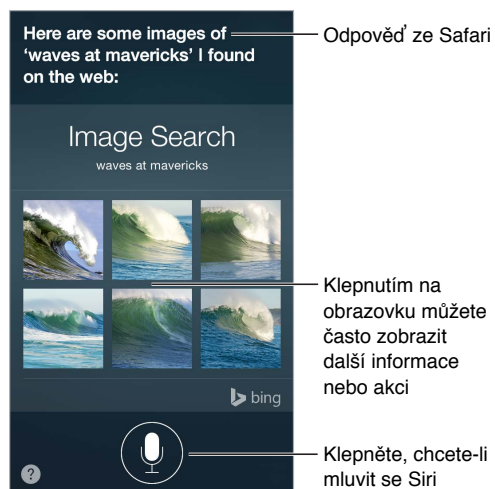 Here are some images of
‘waves at mavericks’ I found
on the web:
Odpověď ze Safari
Image Search
waves at mavericks
Klepnutím na
obrazovku můžete
často zobrazit
další informace
nebo akci
bing
Klepněte, chcete-li
mluvit se Siri
?